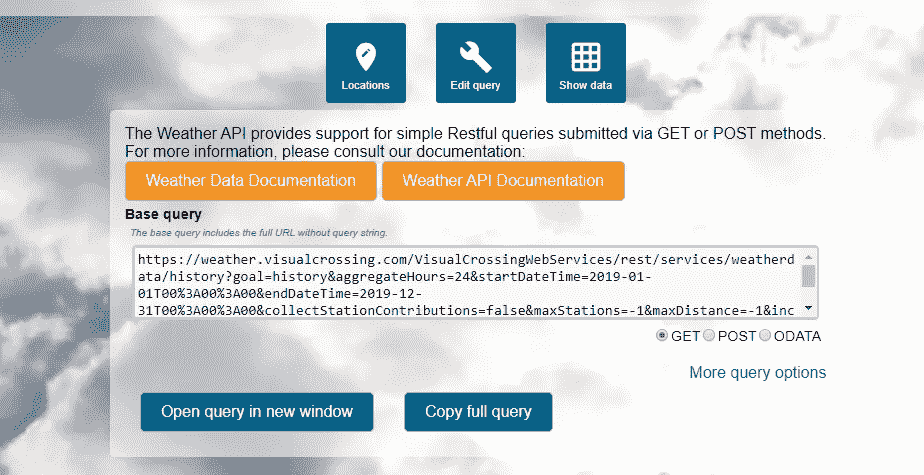 Locations Edit query Show data
The Weather API provides support for simple Restful queries submitted via GET or POST methods.
For more information, please consult our documentation:
Weather Data Documentation Weather API Documentation
Base query
The base query includes the full URL without query string.
https://weather.visualcrossing.com/VisualCrossingWebServices/rest/services/weatherd
ata/history?goal=history&aggregateHours=24&startDateTime=2019-01-
01T00%3A00%3A00&endDateTime=2019-12-
31T00%3A00%3A00&collectStationContributions=false&maxStations=-1&maxDistance=-1&inc
GET POST ODATA
More query options
Open query in new window Copy full query